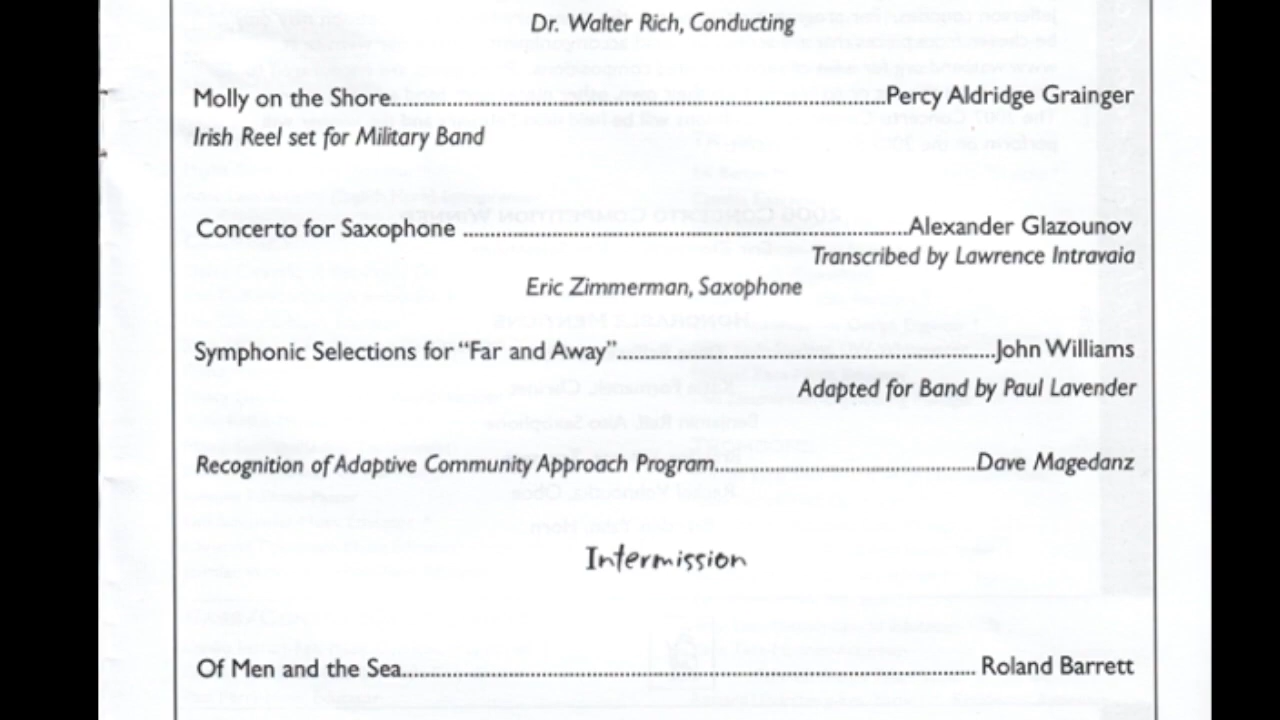 Dr. Walter Rich, Conducting
Molly on the Shore........................Percy Aldridge Grainger
Irish Reel set for Military Band
Concerto for Saxophone ........................Alexander Glazounov
Transcribed by Lawrence Intravaia
Eric Zimmerman, Saxophone
Symphonic Selections for "Far and Away"........................John Williams
Adapted for Band by Paul Lavender
Recognition of Adaptive Community Approach Program........................Dave Magedanz
Intermission
Of Men and the Sea........................ Roland Barrett